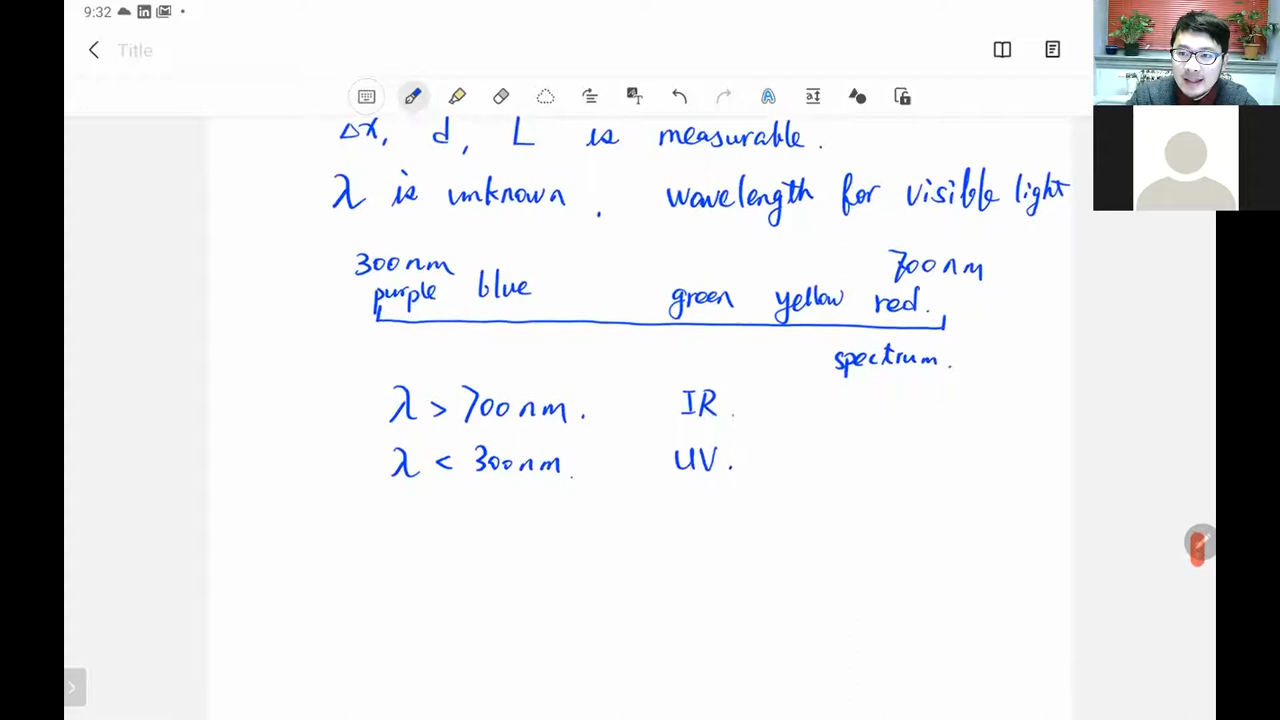 9:32
Title
Δx, d, L is measurable.
λ is unknown. wavelength for visible light
300nm 700nm
purple blue green yellow red.
spectrum.
λ > 700nm. IR.
λ < 300nm. UV.